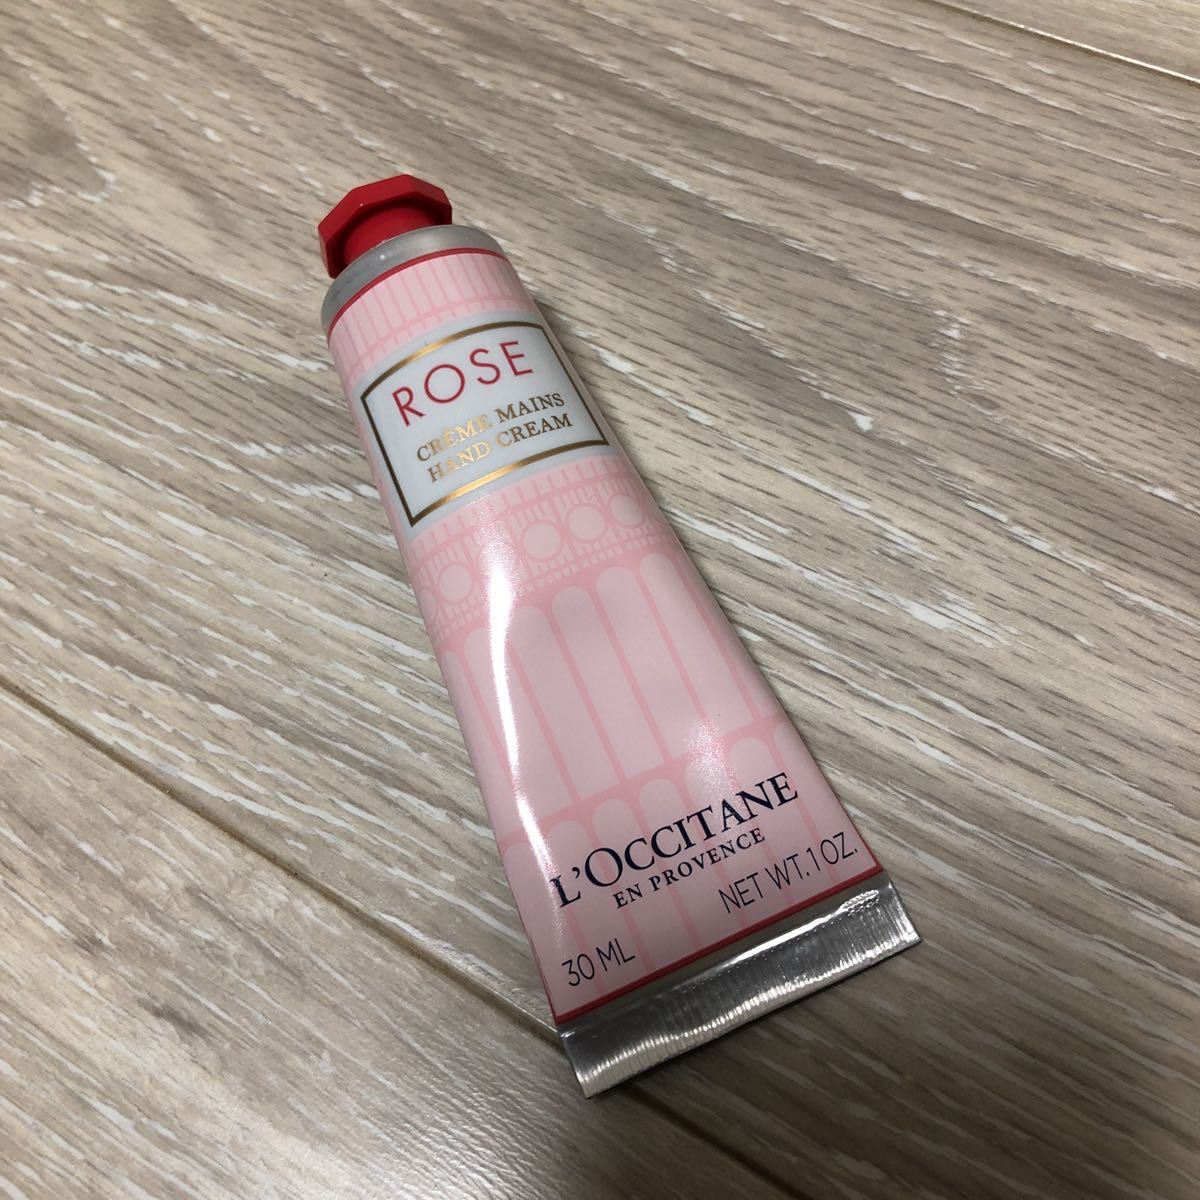 ROSE
CRÈME MAINS
HAND CREAM
L'OCCITANE
EN PROVENCE
30 ML NET WT. 1 OZ.